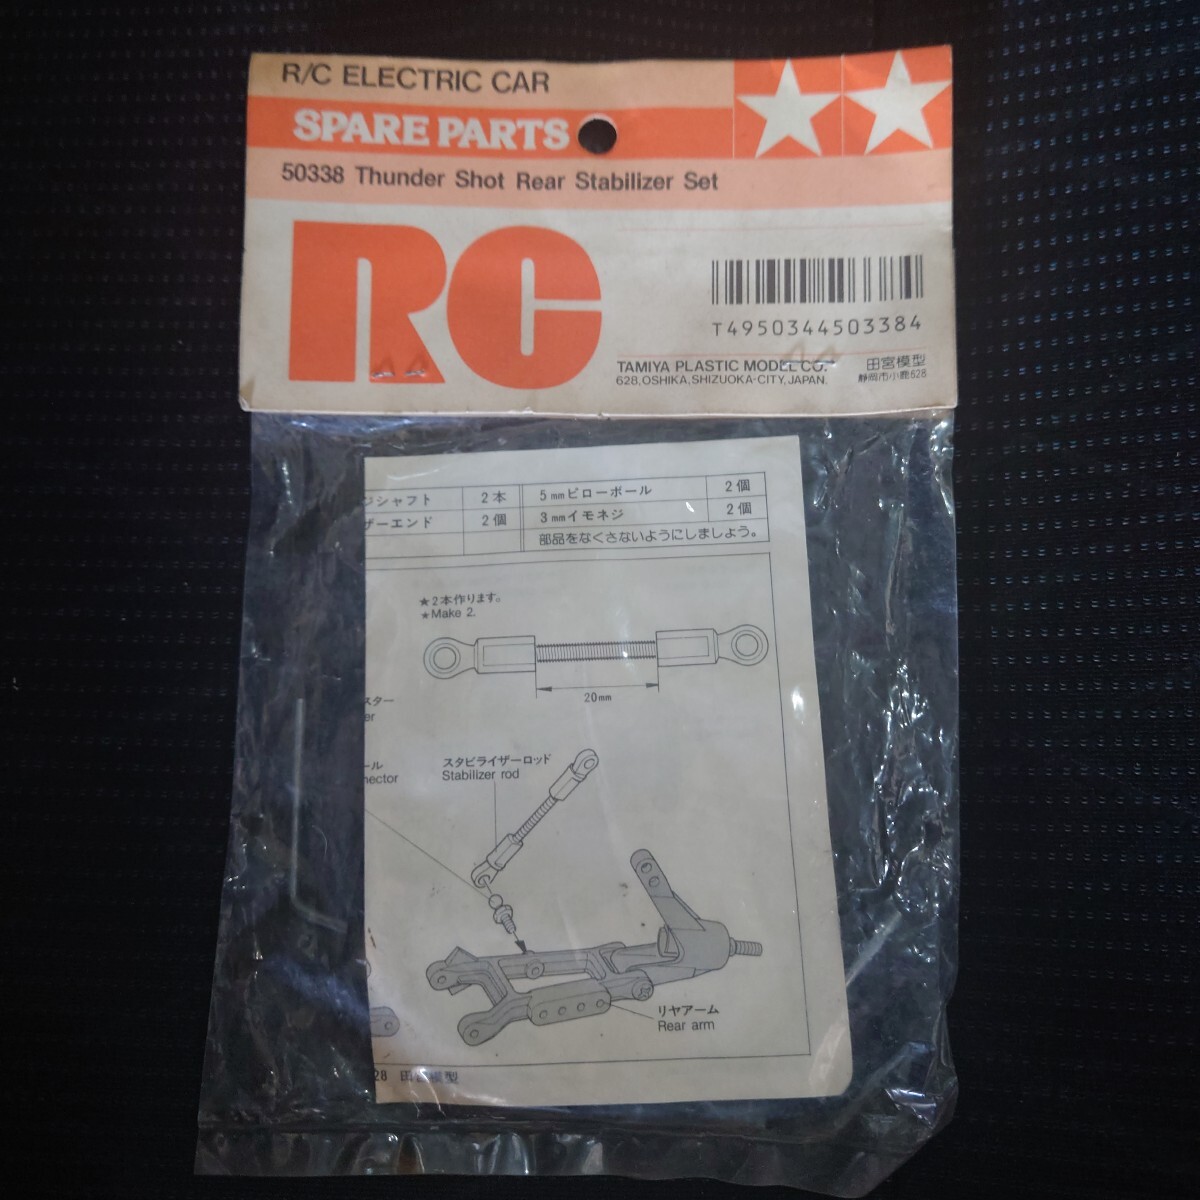 R/C ELECTRIC CAR
SPARE PARTS
50338 Thunder Shot Rear Stabilizer Set
RC
T4950344503384
TAMIYA PLASTIC MODEL CO.
628, OSHIKA, SHIZUOKA-CITY, JAPAN.
田宮模型
静岡市小鹿628
ジシャフト 2本 5mmピローボール 2個
ザーエンド 2個 3mmイモネジ 2個
部品をなくさないようにしましょう。
★2本作ります。
★Make 2.
20mm
スター
er
ール
nector
スタビライザーロッド
Stabilizer rod
リヤアーム
Rear arm
28 田宮模型